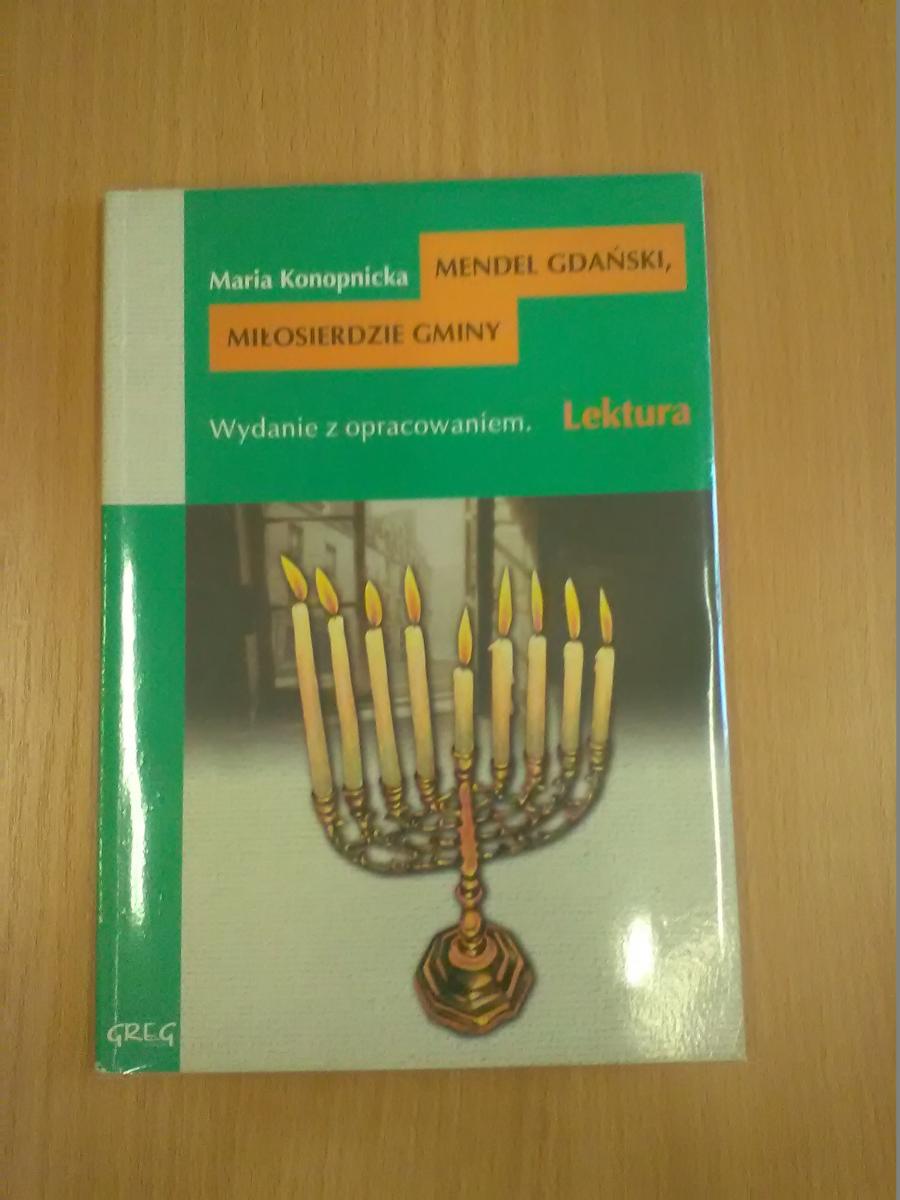 Maria Konopnicka MENDEL GDAŃSKI,
MIŁOSIERDZIE GMINY
Wydanie z opracowaniem. Lektura
GREG